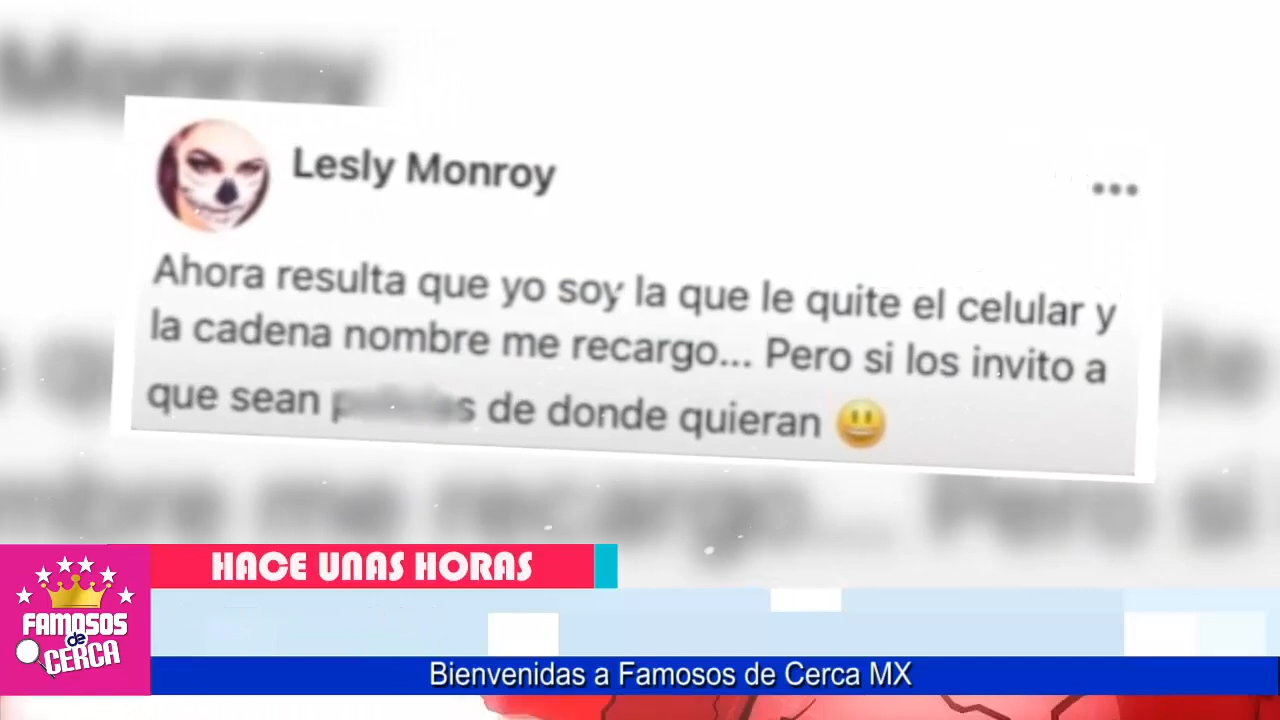 Lesly Monroy
Ahora resulta que yo soy la que le quite el celular y
la cadena nombre me recargo... Pero si los invito a
que sean de donde quieran 😃
HACE UNAS HORAS
FAMOSOS
de
CERCA
Bienvenidas a Famosos de Cerca MX